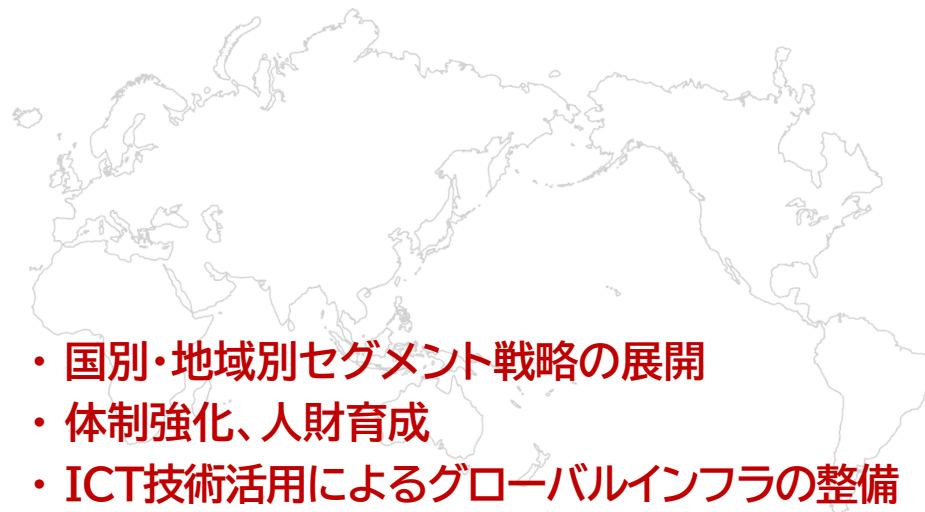 ・ 国別・地域別セグメント戦略の展開
・ 体制強化、人財育成
・ ICT技術活用によるグローバルインフラの整備